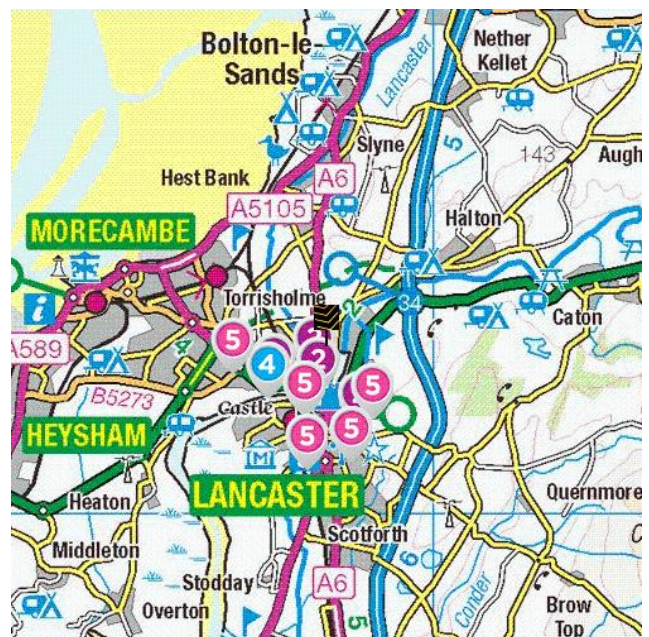 Bolton-le-
Sands
Nether
Kellet
Lancaster
Slyne
5
143
Augh
Hest Bank
A6
A5105
Halton
MORECAMBE
Torrisholme
34
2
Caton
A589
4
5
2
4
5
5
B5273
Castle
5
5
HEYSHAM
LANCASTER
Heaton
Quernmore
Scotforth
Middleton
6
Stodday
A6
Conder
Overton
5
Brow
Top